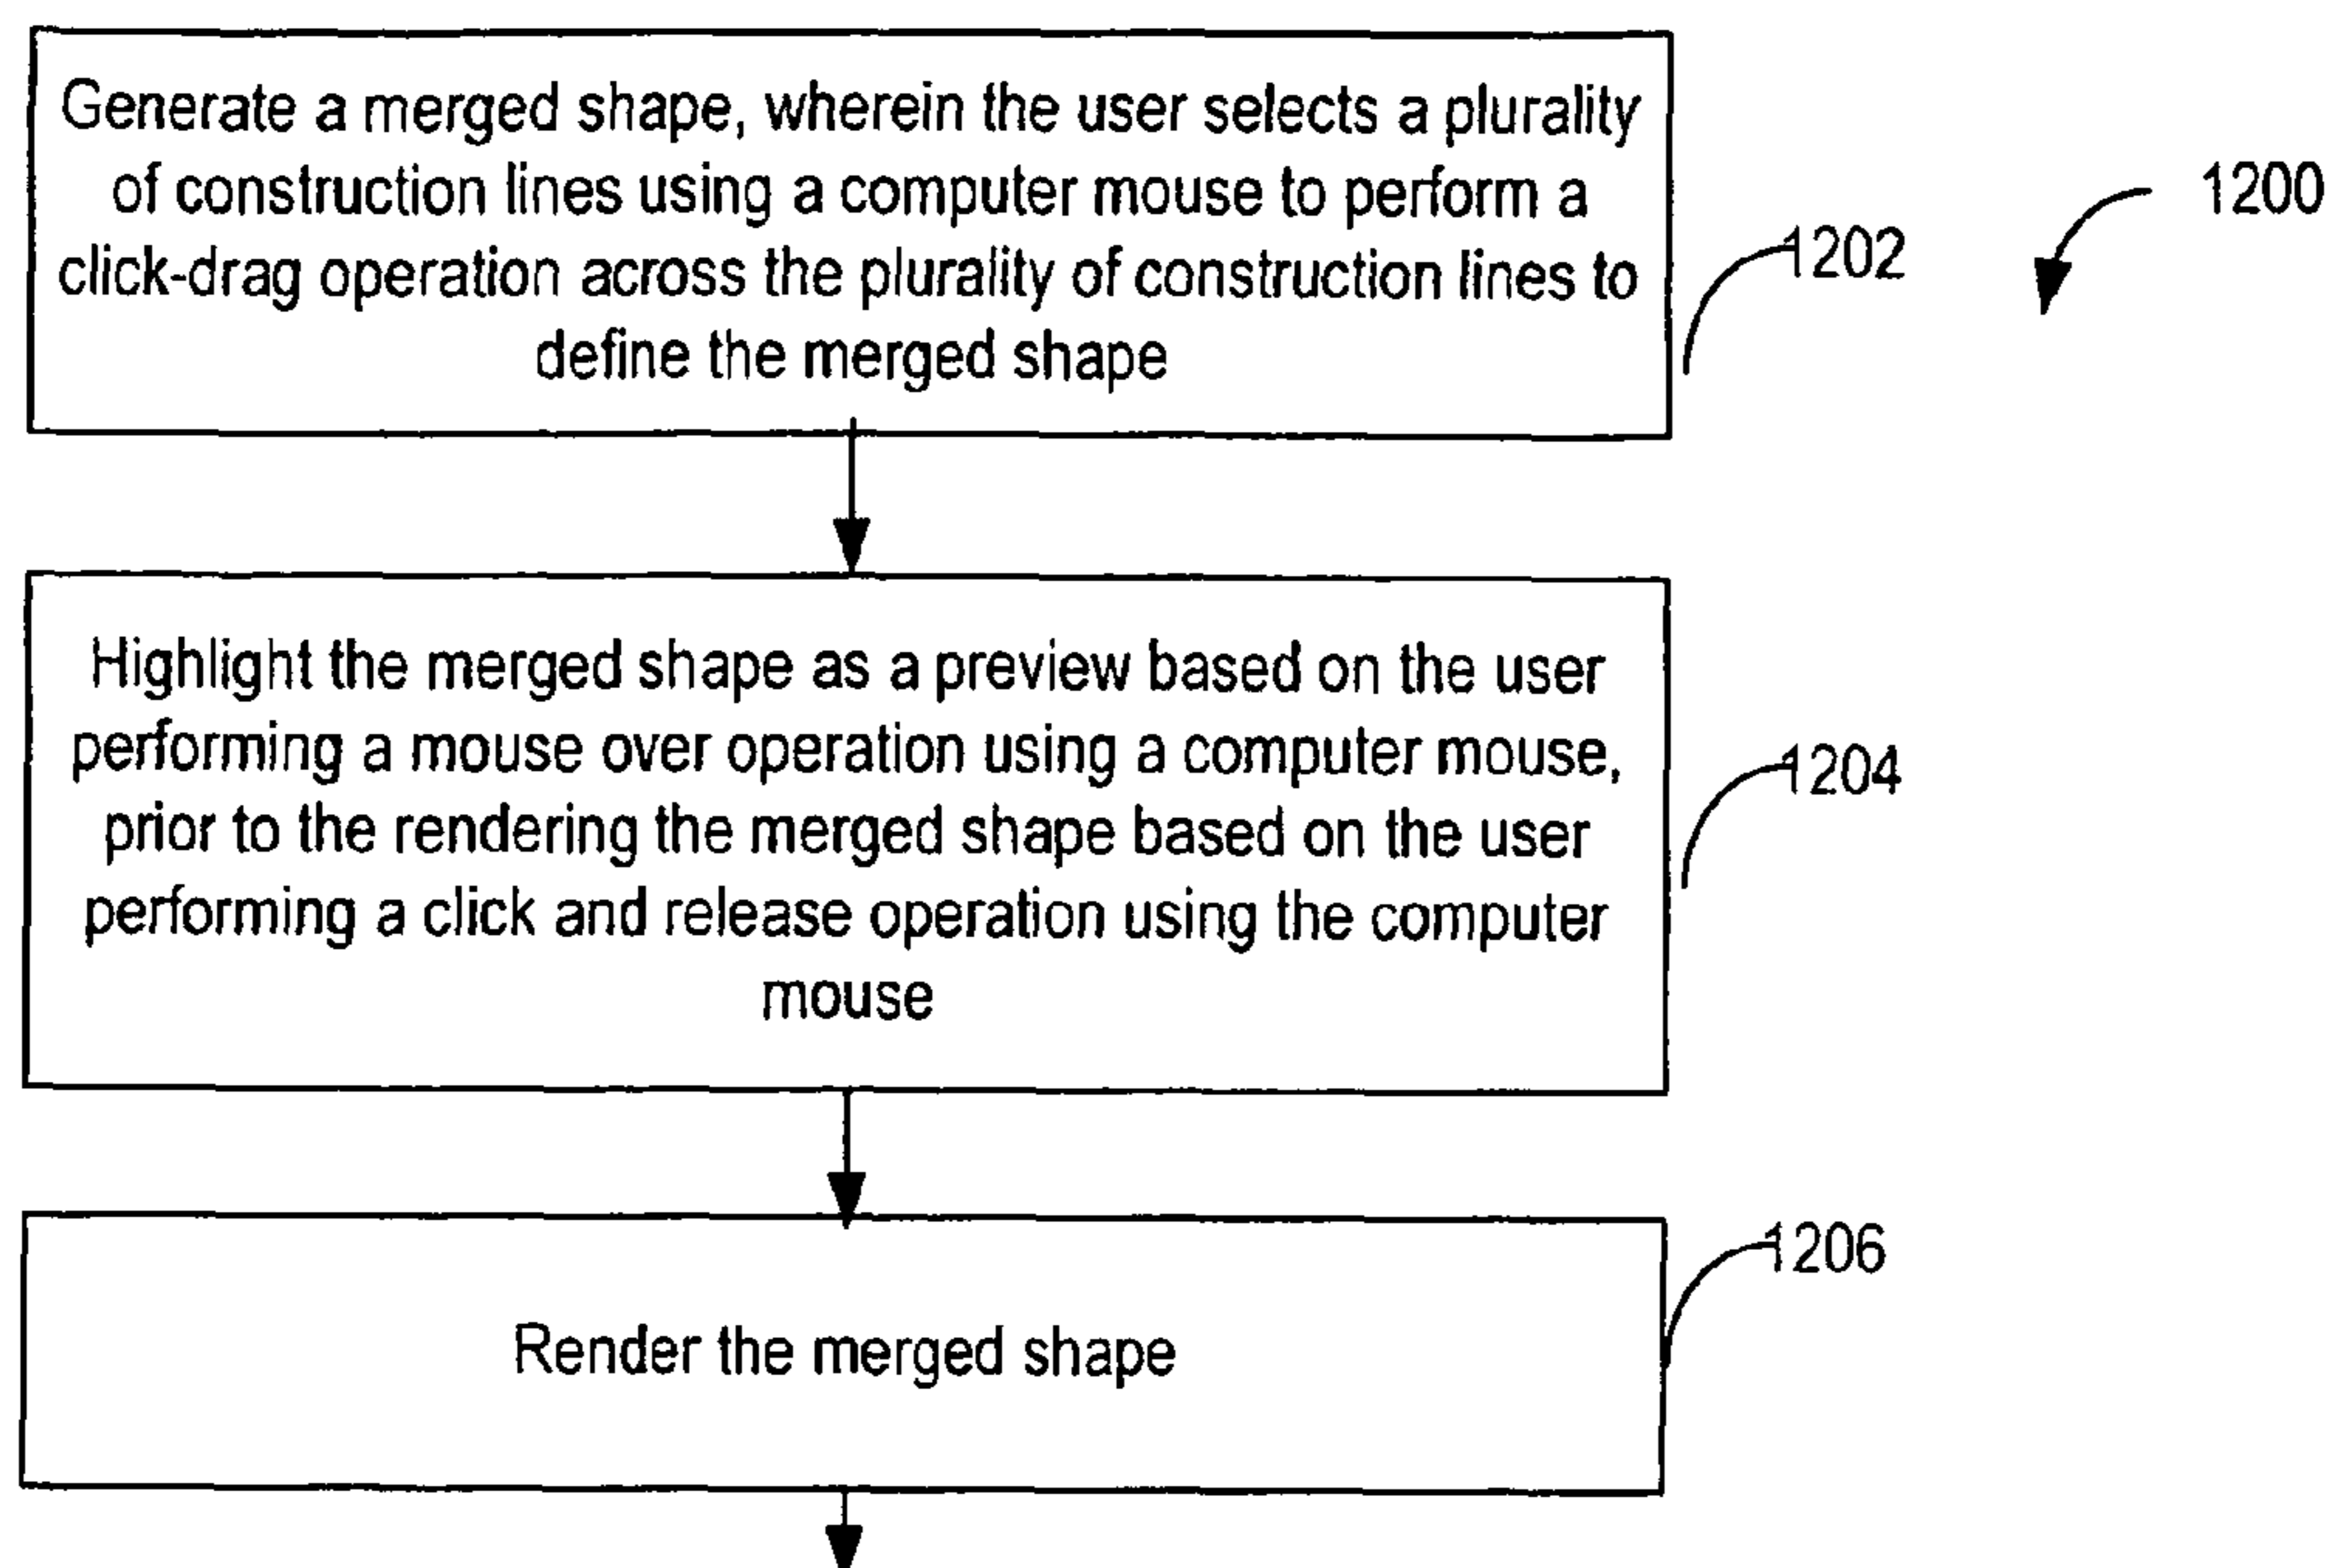 Generate a merged shape, wherein the user selects a plurality
of construction lines using a computer mouse to perform a
click-drag operation across the plurality of construction lines to
define the merged shape
1200
1202
Highlight the merged shape as a preview based on the user
performing a mouse over operation using a computer mouse,
prior to the rendering the merged shape based on the user
performing a click and release operation using the computer
mouse
1204
Render the merged shape
1206